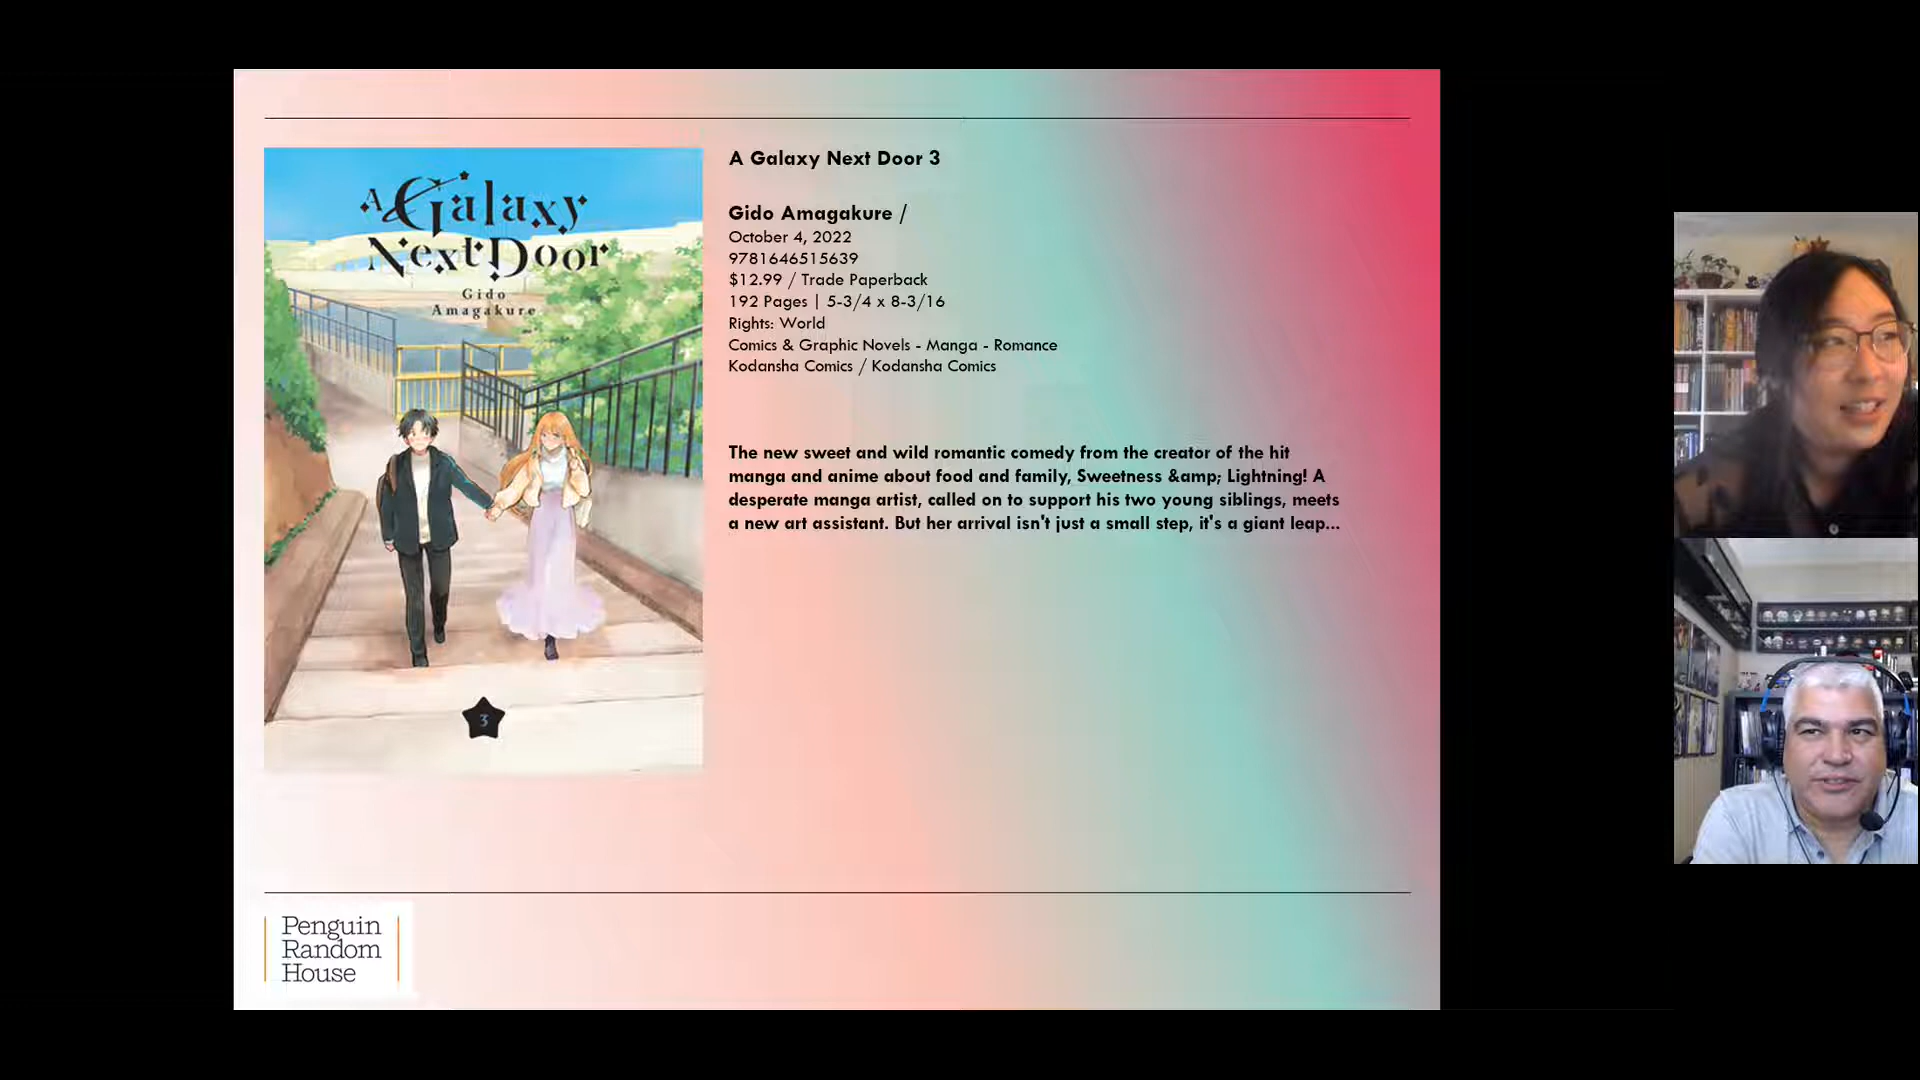 A Galaxy
Next Door
Gido
Amagakure
3
A Galaxy Next Door 3
Gido Amagakure /
October 4, 2022
9781646515639
$12.99 / Trade Paperback
192 Pages | 5-3/4 x 8-3/16
Rights: World
Comics & Graphic Novels - Manga - Romance
Kodansha Comics / Kodansha Comics
The new sweet and wild romantic comedy from the creator of the hit
manga and anime about food and family, Sweetness &amp; Lightning! A
desperate manga artist, called on to support his two young siblings, meets
a new art assistant. But her arrival isn't just a small step, it's a giant leap...
Penguin
Random
House